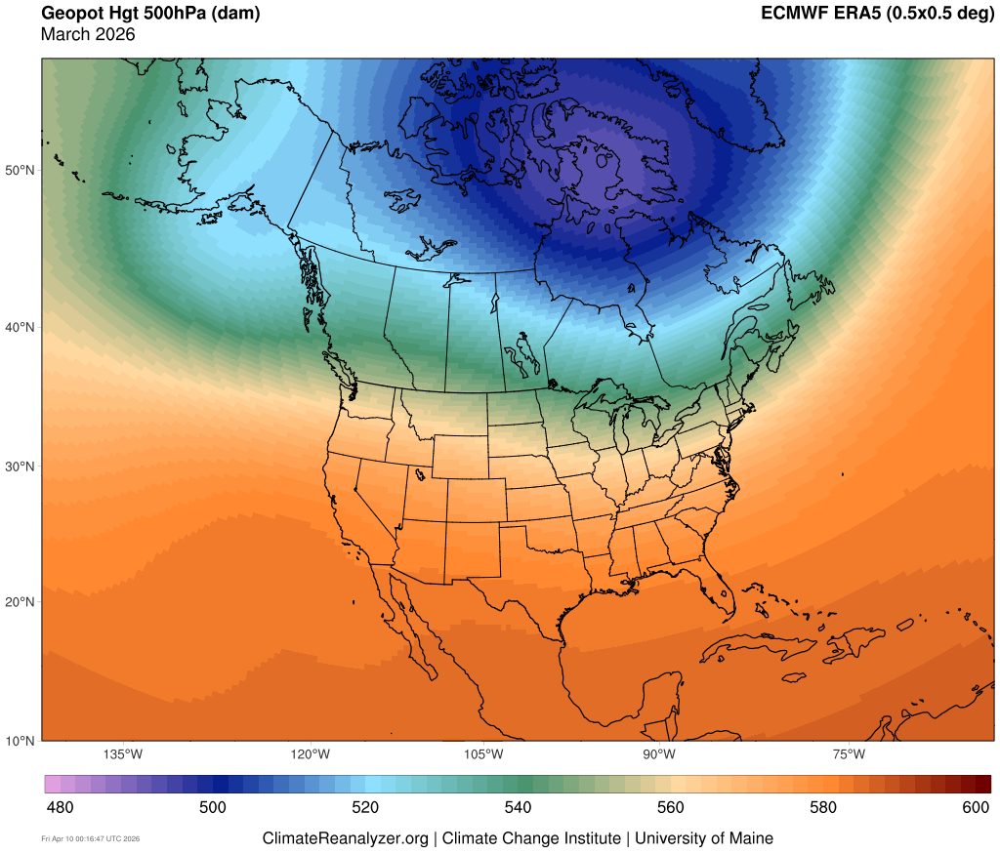 Geopot Hgt 500hPa (dam)
ECMWF ERA5 (0.5x0.5 deg)
March 2026
50°N
40°N
30°N
20°N
10°N
135°W 120°W 105°W 90°W 75°W
480 500 520 540 560 580 600
Fri Apr 10 00:16:47 UTC 2026
ClimateReanalyzer.org | Climate Change Institute | University of Maine